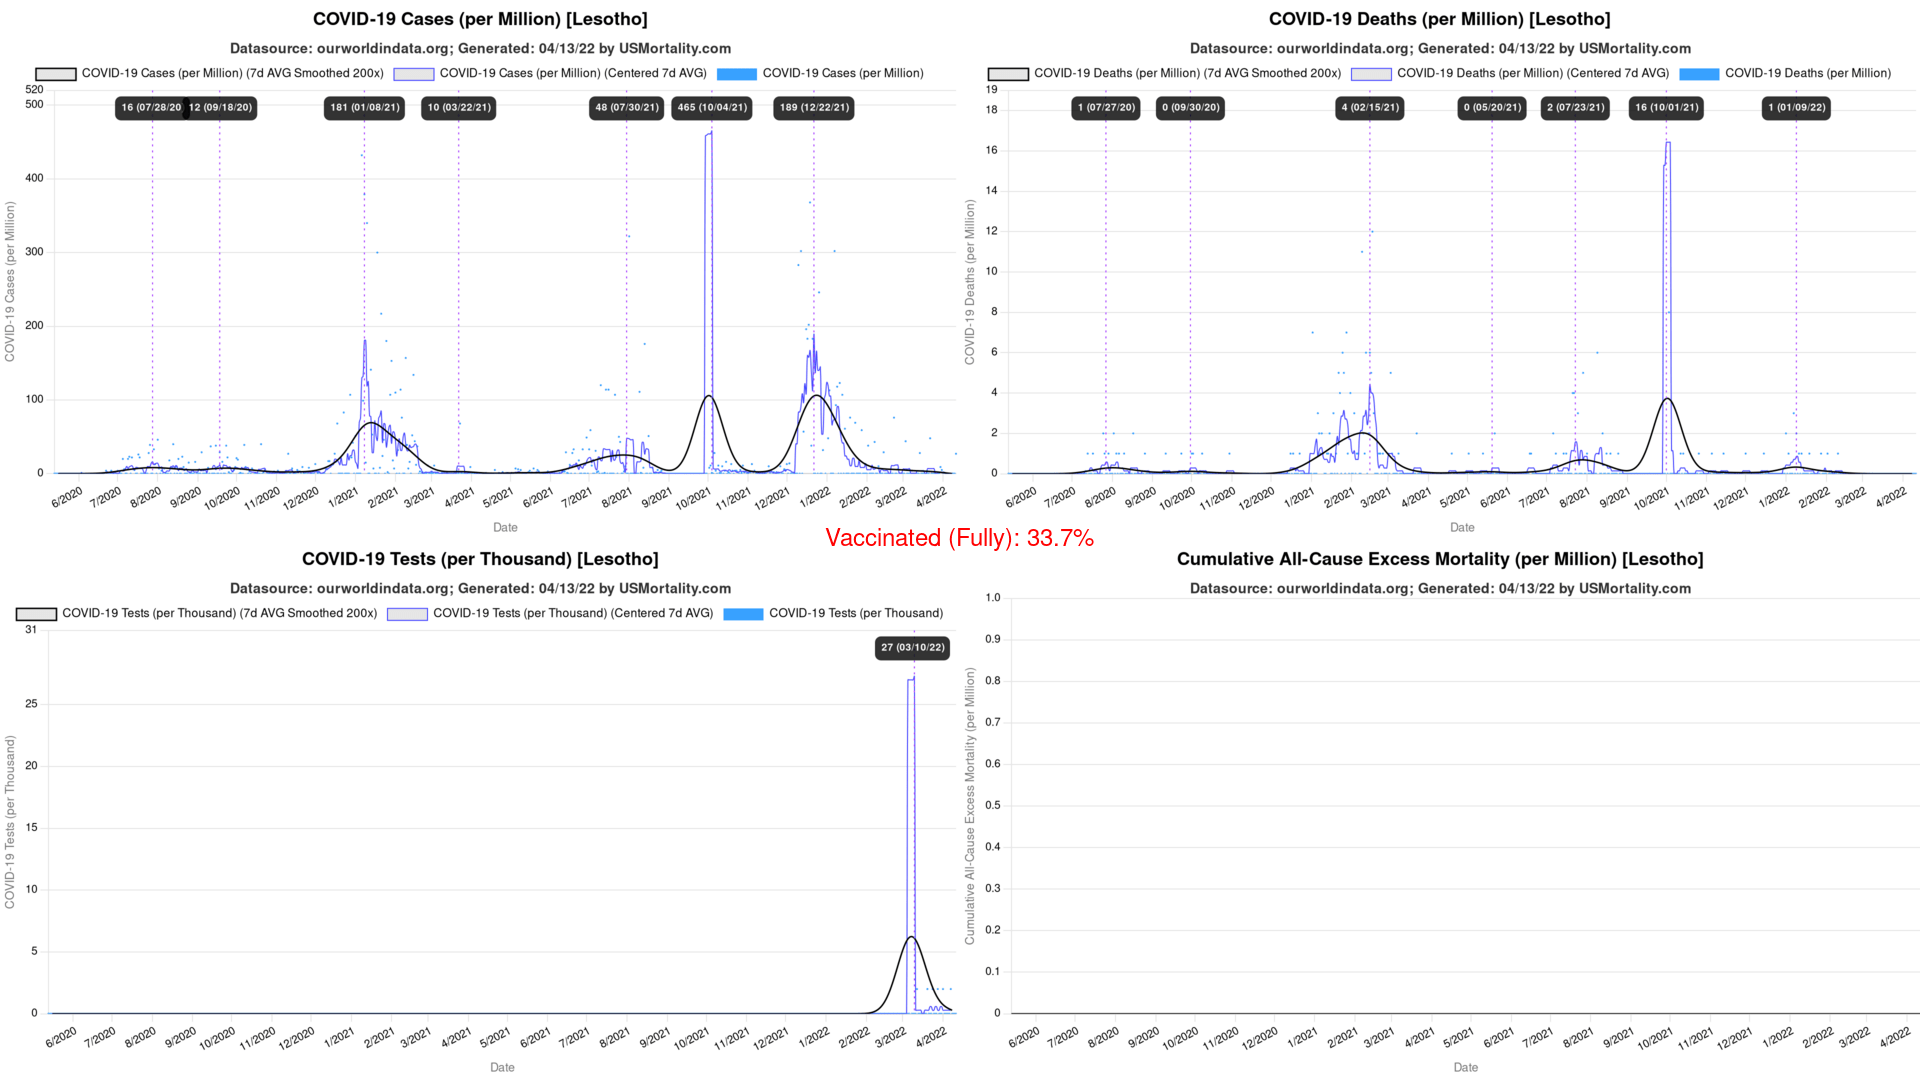 COVID-19 Cases (per Million) [Lesotho]
Datasource: ourworldindata.org; Generated: 04/13/22 by USMortality.com
COVID-19 Cases (per Million) (7d AVG Smoothed 200x) COVID-19 Cases (per Million) (Centered 7d AVG) COVID-19 Cases (per Million)
520
500
400
300
200
100
0
16 (07/28/20 12 (09/18/20) 181 (01/08/21) 10 (03/22/21) 48 (07/30/21) 465 (10/04/21) 189 (12/22/21)
COVID-19 Cases (per Million)
6/2020 7/2020 8/2020 9/2020 10/2020 11/2020 12/2020 1/2021 2/2021 3/2021 4/2021 5/2021 6/2021 7/2021 8/2021 9/2021 10/2021 11/2021 12/2021 1/2022 2/2022 3/2022 4/2022
Date
COVID-19 Deaths (per Million) [Lesotho]
Datasource: ourworldindata.org; Generated: 04/13/22 by USMortality.com
COVID-19 Deaths (per Million) (7d AVG Smoothed 200x) COVID-19 Deaths (per Million) (Centered 7d AVG) COVID-19 Deaths (per Million)
19
18
16
14
12
10
8
6
4
2
0
1 (07/27/20) 0 (09/30/20) 4 (02/15/21) 0 (05/20/21) 2 (07/23/21) 16 (10/01/21) 1 (01/09/22)
COVID-19 Deaths (per Million)
6/2020 7/2020 8/2020 9/2020 10/2020 11/2020 12/2020 1/2021 2/2021 3/2021 4/2021 5/2021 6/2021 7/2021 8/2021 9/2021 10/2021 11/2021 12/2021 1/2022 2/2022 3/2022 4/2022
Date
Vaccinated (Fully): 33.7%
COVID-19 Tests (per Thousand) [Lesotho]
Datasource: ourworldindata.org; Generated: 04/13/22 by USMortality.com
COVID-19 Tests (per Thousand) (7d AVG Smoothed 200x) COVID-19 Tests (per Thousand) (Centered 7d AVG) COVID-19 Tests (per Thousand)
31
25
20
15
10
5
0
27 (03/10/22)
COVID-19 Tests (per Thousand)
6/2020 7/2020 8/2020 9/2020 10/2020 11/2020 12/2020 1/2021 2/2021 3/2021 4/2021 5/2021 6/2021 7/2021 8/2021 9/2021 10/2021 11/2021 12/2021 1/2022 2/2022 3/2022 4/2022
Date
Cumulative All-Cause Excess Mortality (per Million) [Lesotho]
Datasource: ourworldindata.org; Generated: 04/13/22 by USMortality.com
1.0
0.9
0.8
0.7
0.6
0.5
0.4
0.3
0.2
0.1
0
Cumulative All-Cause Excess Mortality (per Million)
6/2020 7/2020 8/2020 9/2020 10/2020 11/2020 12/2020 1/2021 2/2021 3/2021 4/2021 5/2021 6/2021 7/2021 8/2021 9/2021 10/2021 11/2021 12/2021 1/2022 2/2022 3/2022 4/2022
Date